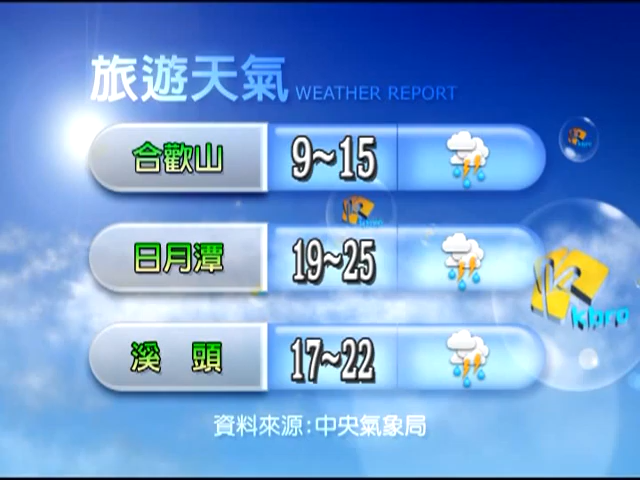 旅遊天氣 WEATHER REPORT
合歡山 9~15
日月潭 19~25
溪 頭 17~22
kbro
資料來源:中央氣象局